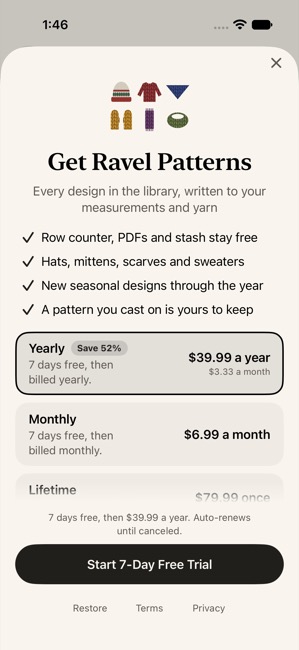 1:46
Get Ravel Patterns
Every design in the library, written to your
measurements and yarn
Row counter, PDFs and stash stay free
Hats, mittens, scarves and sweaters
New seasonal designs through the year
A pattern you cast on is yours to keep
Yearly Save 52%
7 days free, then
billed yearly.
$39.99 a year
$3.33 a month
Monthly
7 days free, then
billed monthly.
$6.99 a month
Lifetime
$79.99 once
7 days free, then $39.99 a year. Auto-renews
until canceled.
Start 7-Day Free Trial
Restore Terms Privacy